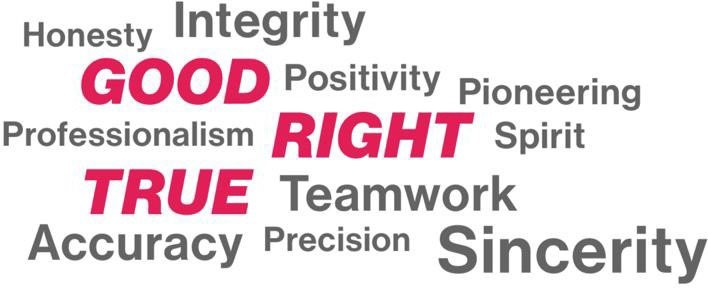 Honesty Integrity
GOOD Positivity Pioneering
Professionalism RIGHT Spirit
TRUE Teamwork
Accuracy Precision Sincerity